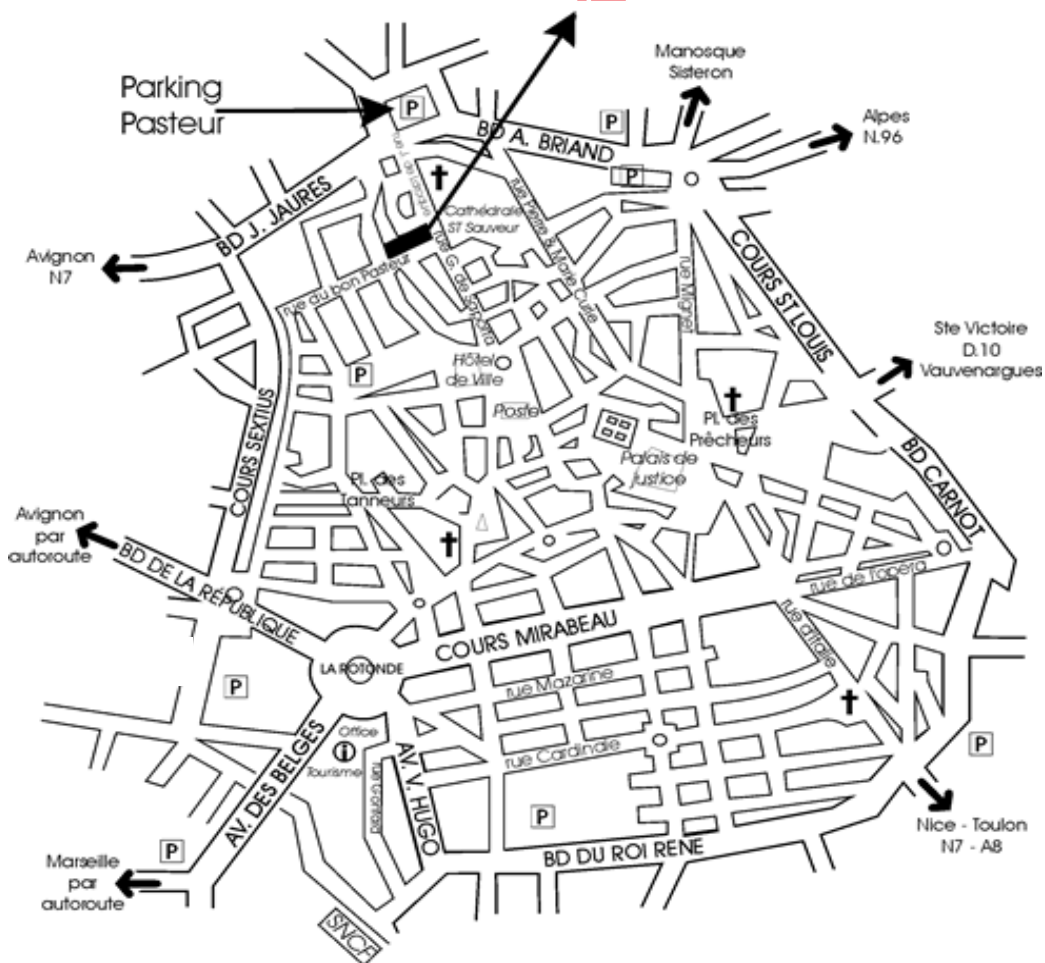 Manosque
Sisteron
Parking
Pasteur
P
P
Alpes
N.96
BD A. BRIAND
P
rue J. de Laroque
BD J. JAURES
Cathédrale
ST Sauveur
rue Pierre & Marie Curie
Avignon
N7
rue du bon Pasteur
rue G. de Saporta
rue Mignet
COURS ST LOUIS
Ste Victoire
D.10
Vauvenargues
Hôtel
de Ville
P
Poste
Pl. des
Prêcheurs
Palais de
justice
COURS SEXTIUS
Pl. des
Tanneurs
BD CARNOT
Avignon
par
autoroute
BD DE LA RÉPUBLIQUE
rue de l'opéra
COURS MIRABEAU
rue d'Italie
LA ROTONDE
P
rue Mazarine
Office
i
Tourisme
rue Cardinale
P
AV. DES BELGES
AV. V. HUGO
P
Nice - Toulon
N7 - A8
P
BD DU ROI RENE
Marseille
par
autoroute
SNCF